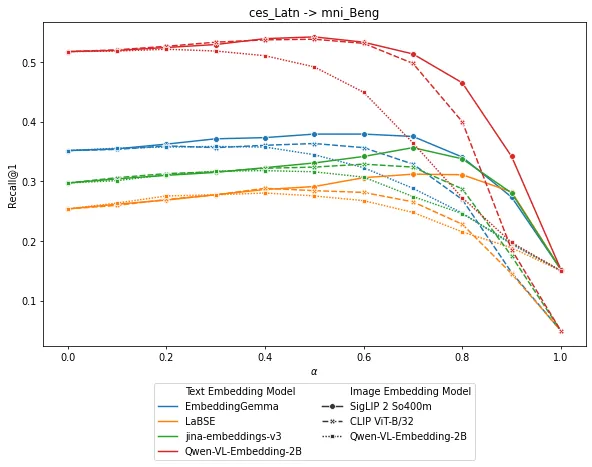 ces_Latn -> mni_Beng
Recall@1
0.5
0.4
0.3
0.2
0.1
0.0 0.2 0.4 0.6 0.8 1.0
α
Text Embedding Model Image Embedding Model
EmbeddingGemma SigLIP 2 So400m
LaBSE CLIP ViT-B/32
jina-embeddings-v3 Qwen-VL-Embedding-2B
Qwen-VL-Embedding-2B